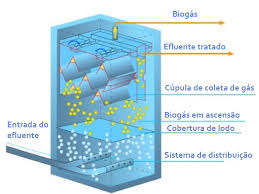 Biogás
Efluente tratado
Cúpula de coleta de gás
Biogás em ascensão
Cobertura de lodo
Entrada do
efluente
Sistema de distribuição